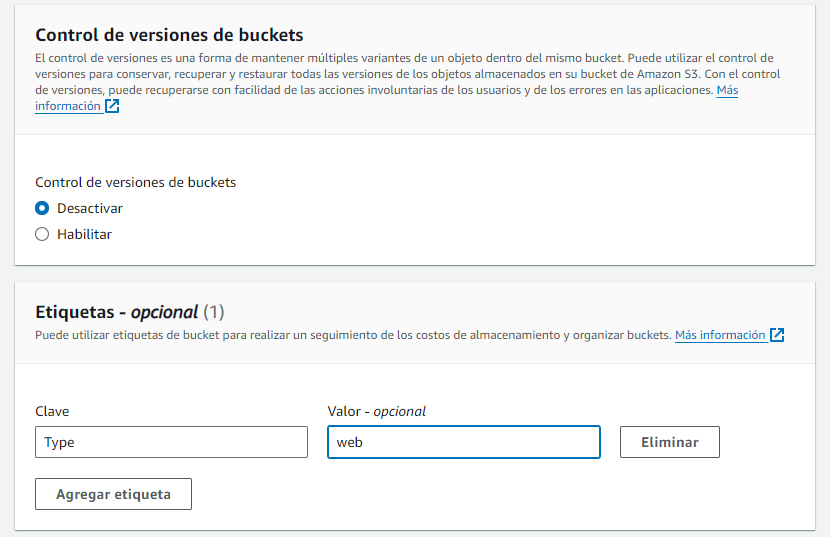 Control de versiones de buckets
El control de versiones es una forma de mantener múltiples variantes de un objeto dentro del mismo bucket. Puede utilizar el control de
versiones para conservar, recuperar y restaurar todas las versiones de los objetos almacenados en su bucket de Amazon S3. Con el control
de versiones, puede recuperarse con facilidad de las acciones involuntarias de los usuarios y de los errores en las aplicaciones. Más
información
Control de versiones de buckets
Desactivar
Habilitar
Etiquetas - opcional (1)
Puede utilizar etiquetas de bucket para realizar un seguimiento de los costos de almacenamiento y organizar buckets. Más información
Clave Valor - opcional
Type web Eliminar
Agregar etiqueta